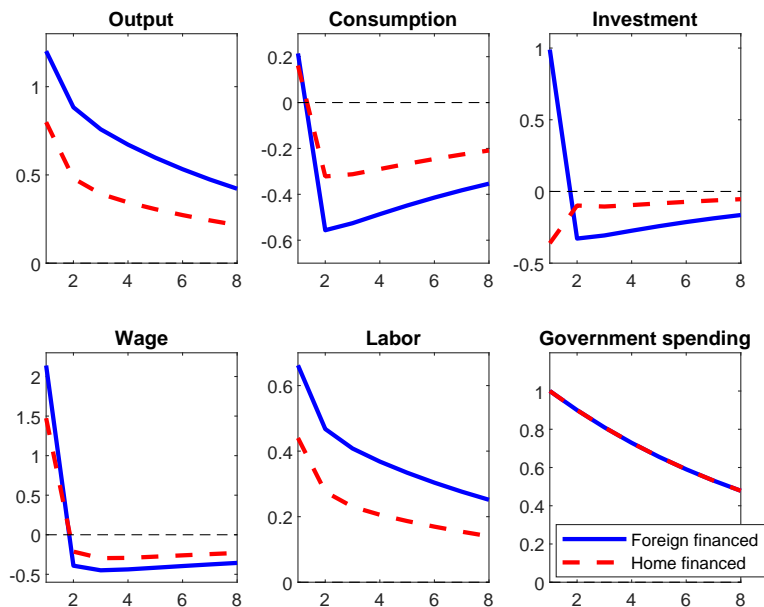 Output
Consumption
Investment
1
0.5
0
2 4 6 8
0.2
0
-0.2
-0.4
-0.6
2 4 6 8
1
0.5
0
-0.5
2 4 6 8
Wage
Labor
Government spending
2
1.5
1
0.5
0
-0.5
2 4 6 8
0.6
0.4
0.2
0
2 4 6 8
1
0.8
0.6
0.4
0.2
0
2 4 6 8
Foreign financed
Home financed